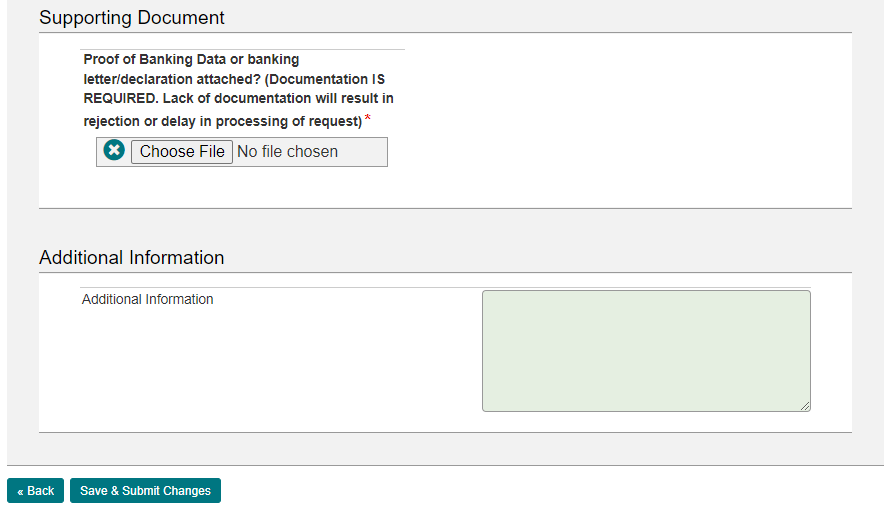 Supporting Document
Proof of Banking Data or banking
letter/declaration attached? (Documentation IS
REQUIRED. Lack of documentation will result in
rejection or delay in processing of request) *
Choose File No file chosen
Additional Information
Additional Information
« Back Save & Submit Changes